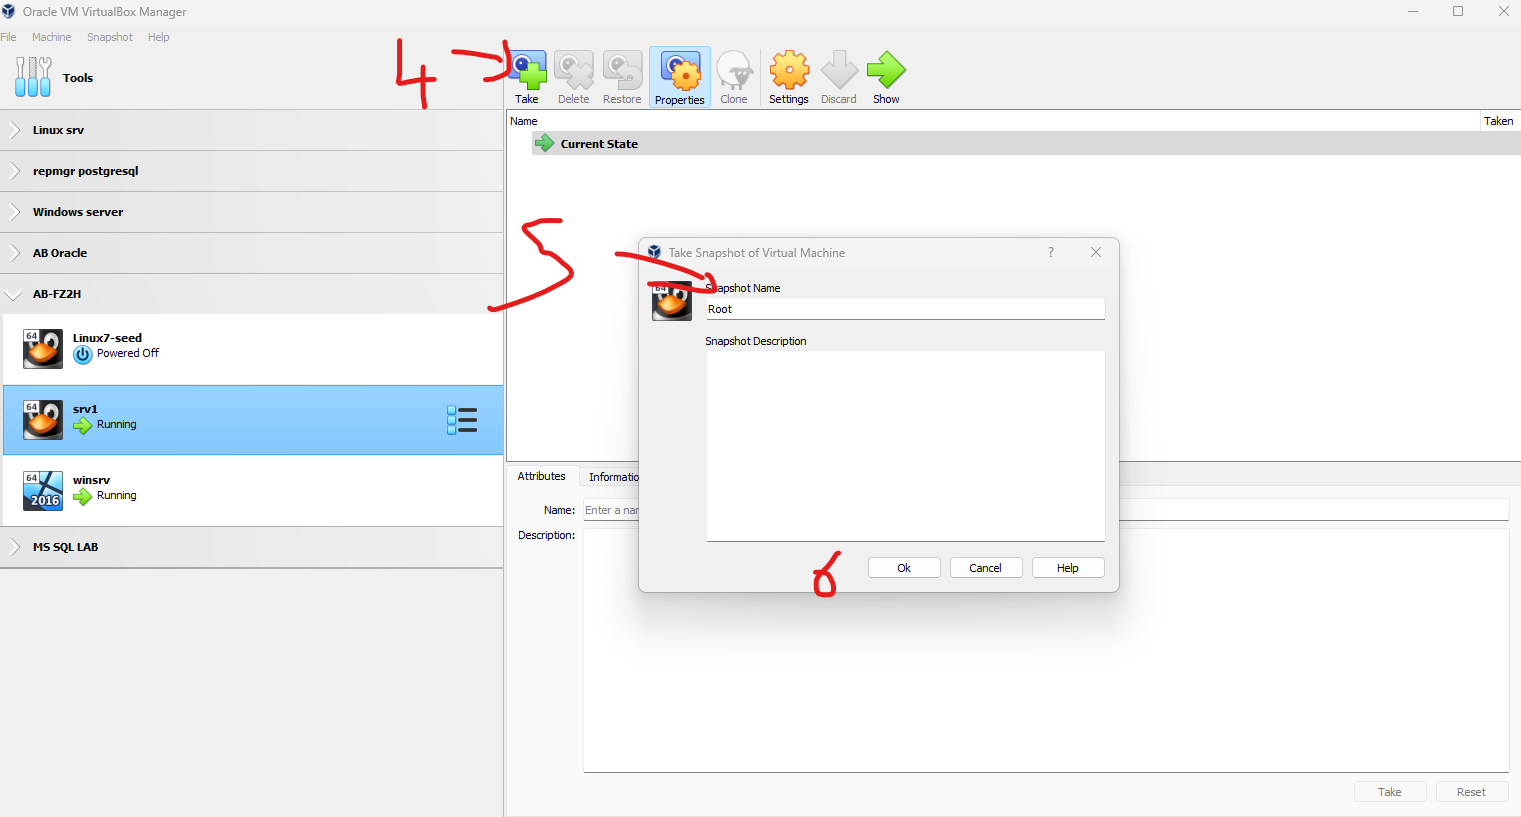 Oracle VM VirtualBox Manager
File Machine Snapshot Help
Tools
4
Take Delete Restore Properties Clone Settings Discard Show
Name Taken
Current State
Linux srv
repmgr postgresql
Windows server
AB Oracle
AB-FZ2H
64
Linux7-seed
Powered Off
64
srv1
Running
64
2016
winsrv
Running
MS SQL LAB
5
Take Snapshot of Virtual Machine ?
64
Snapshot Name
Root
Snapshot Description
6
Ok Cancel Help
Attributes Informatio
Name: Enter a nar
Description:
Take Reset